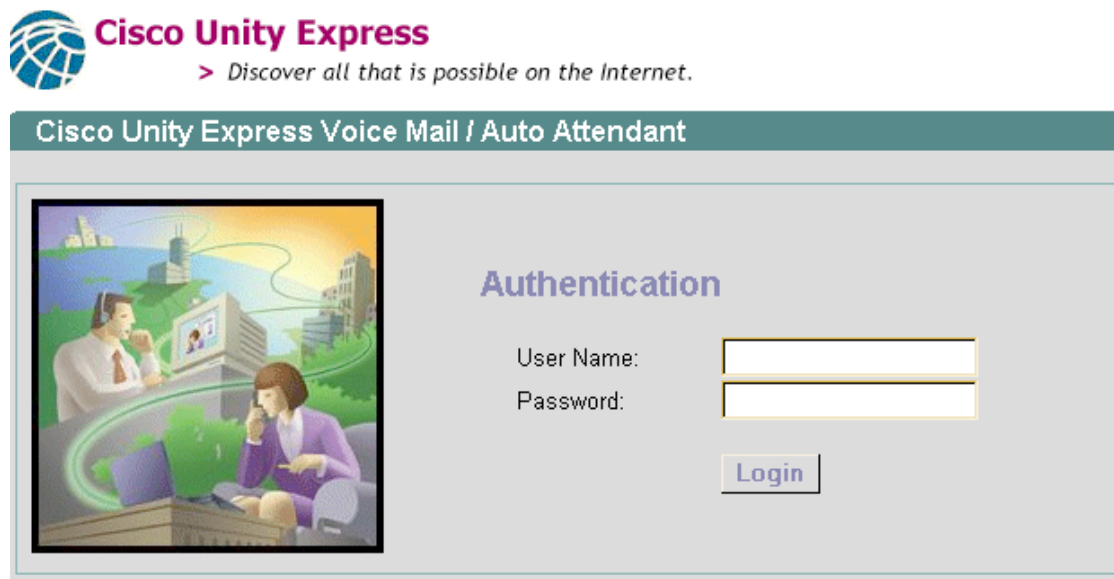 Cisco Unity Express
> Discover all that is possible on the Internet.
Cisco Unity Express Voice Mail / Auto Attendant
Authentication
User Name:
Password:
Login